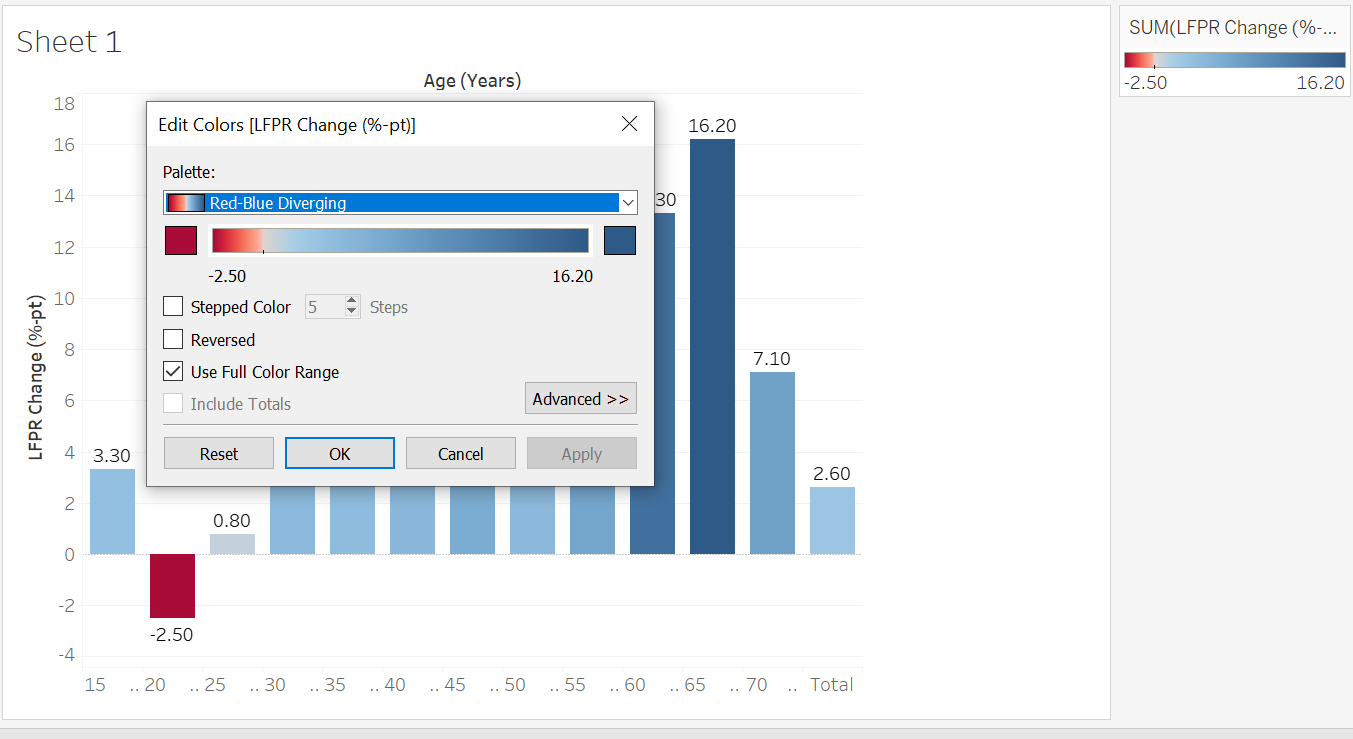 Sheet 1
SUM(LFPR Change (%-...
-2.50 16.20
Age (Years)
LFPR Change (%-pt)
18
16
14
12
10
8
6
4
2
0
-2
-4
Edit Colors [LFPR Change (%-pt)]
Palette:
Red-Blue Diverging
-2.50 16.20
Stepped Color 5 Steps
Reversed
Use Full Color Range
Include Totals
Advanced >>
Reset OK Cancel Apply
3.30
-2.50
0.80
30
16.20
7.10
2.60
15 .. 20 .. 25 .. 30 .. 35 .. 40 .. 45 .. 50 .. 55 .. 60 .. 65 .. 70 .. Total